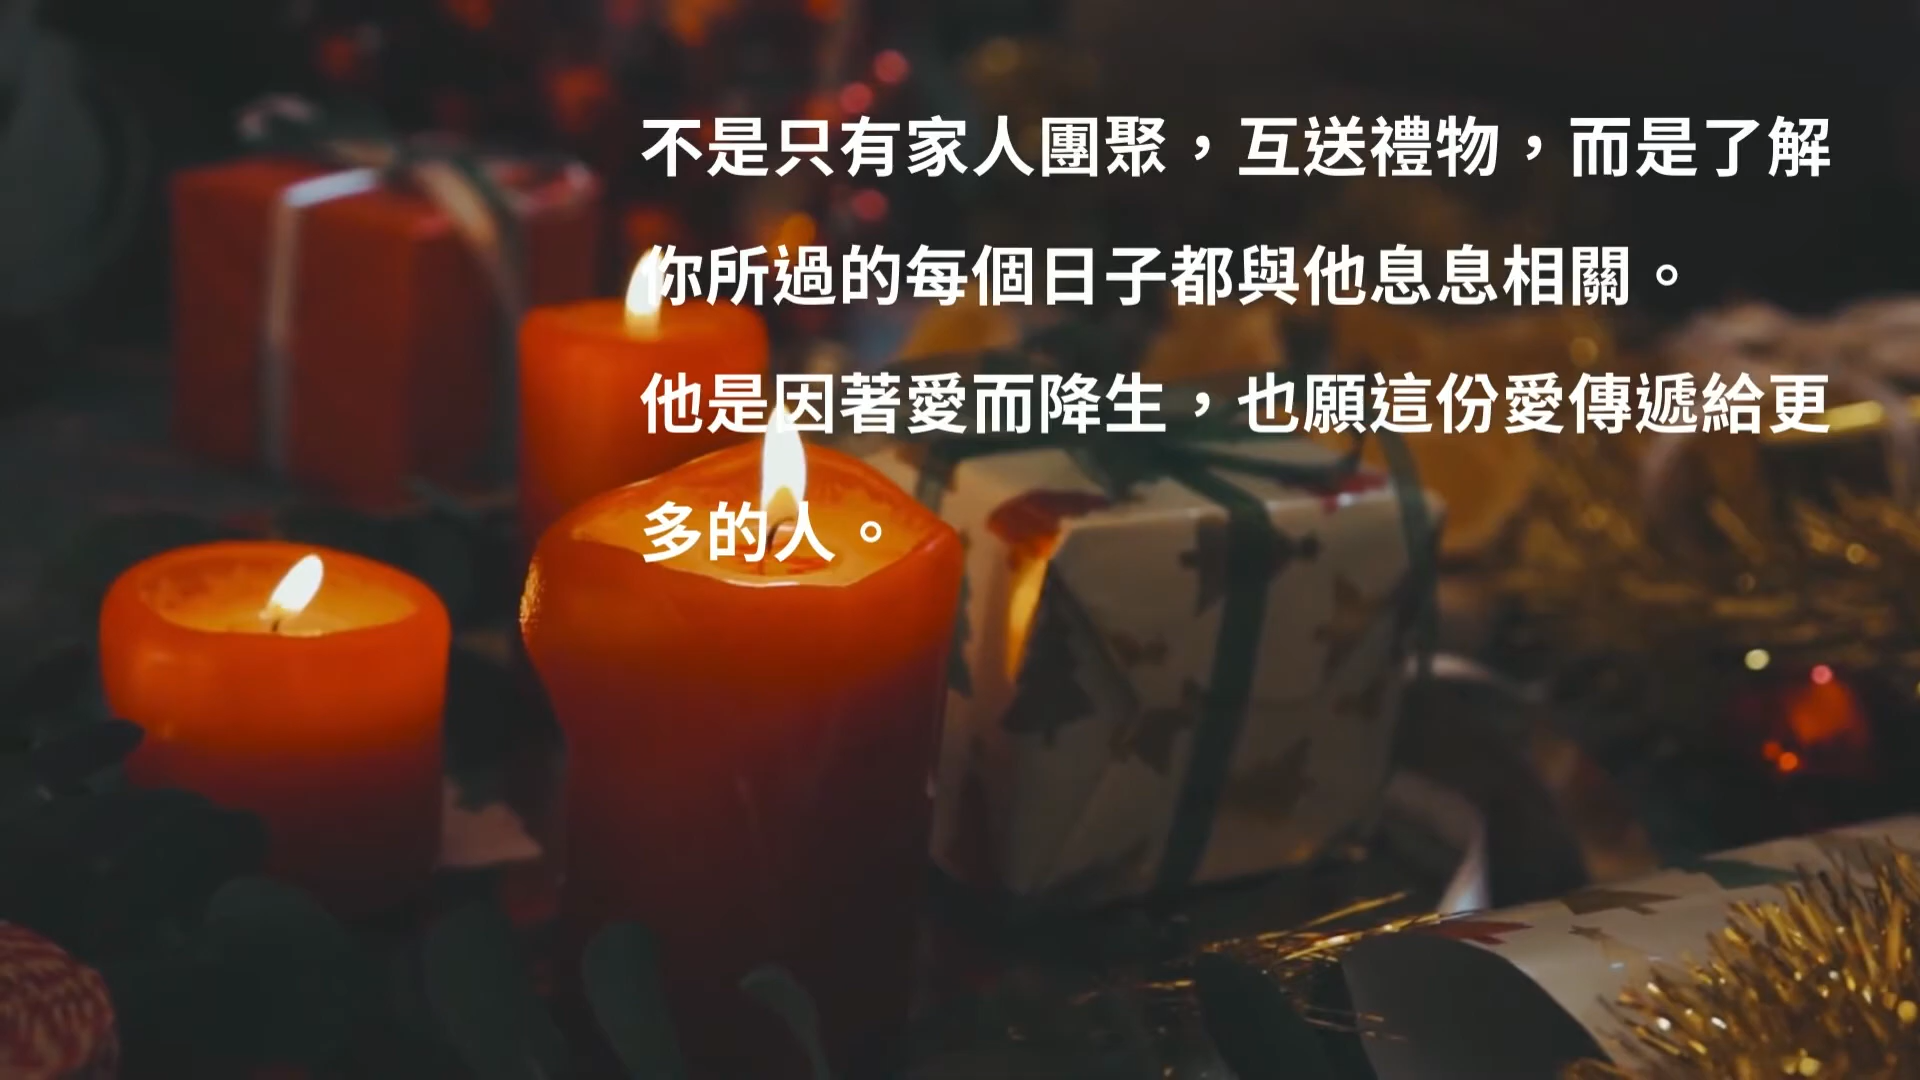 不是只有家人團聚，互送禮物，而是了解
你所過的每個日子都與他息息相關。
他是因著愛而降生，也願這份愛傳遞給更
多的人。